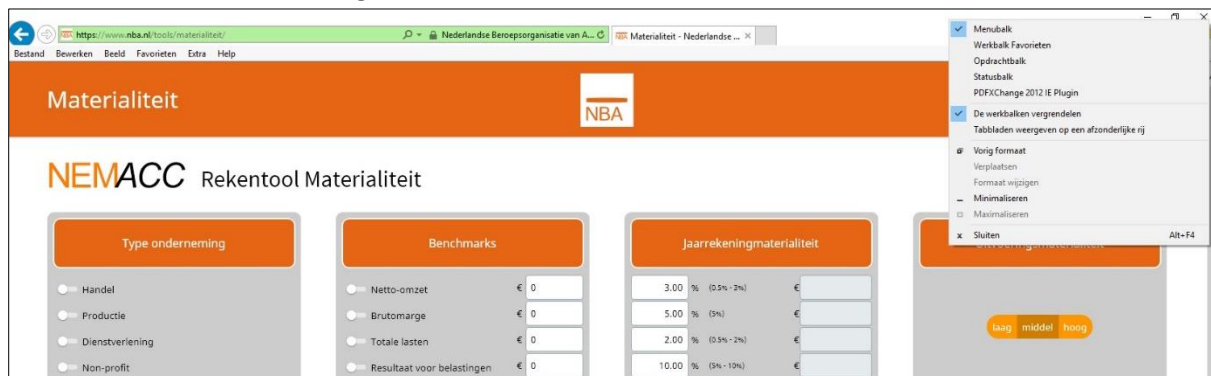 https://www.nba.nl/tools/materialiteit/
Nederlandse Beroepsorganisatie van A...
Materialiteit - Nederlandse ...
Bestand Bewerken Beeld Favorieten Extra Help
Menubalk
Werkbalk Favorieten
Opdrachtbalk
Statusbalk
PDFXChange 2012 IE Plugin
De werkbalken vergrendelen
Tabbladen weergeven op een afzonderlijke rij
Vorig formaat
Verplaatsen
Formaat wijzigen
Minimaliseren
Maximaliseren
Sluiten Alt+F4
Materialiteit
NBA
NEMACC Rekentool Materialiteit
Type onderneming
Handel
Productie
Dienstverlening
Non-profit
Benchmarks
Netto-omzet € 0
Brutomarge € 0
Totale lasten € 0
Resultaat voor belastingen € 0
Jaarrekeningmaterialiteit
3.00 % (0.5% - 3%) €
5.00 % (5%) €
2.00 % (0.5% - 2%) €
10.00 % (5% - 10%) €
laag middel hoog